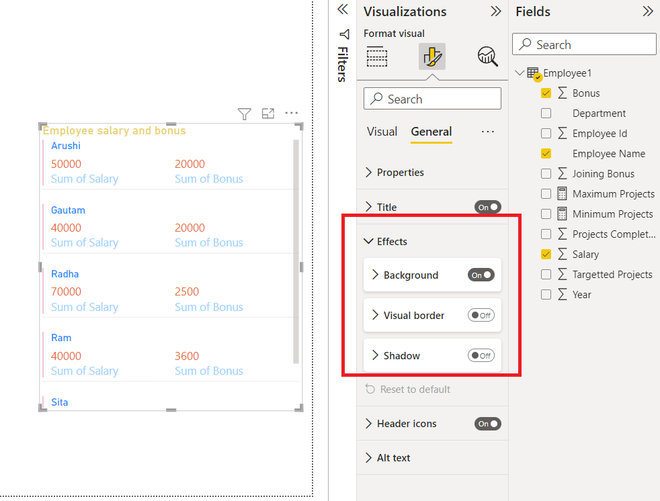 Employee salary and bonus
Arushi
50000 20000
Sum of Salary Sum of Bonus
Gautam
40000 20000
Sum of Salary Sum of Bonus
Radha
70000 2500
Sum of Salary Sum of Bonus
Ram
40000 3600
Sum of Salary Sum of Bonus
Sita
Filters
Visualizations
Format visual
Search
Visual General
Properties
Title On
Effects
Background On
Visual border Off
Shadow Off
Reset to default
Header icons On
Alt text
Fields
Search
Employee1
Bonus
Department
Employee Id
Employee Name
Joining Bonus
Maximum Projects
Minimum Projects
Projects Complet...
Salary
Targetted Projects
Year